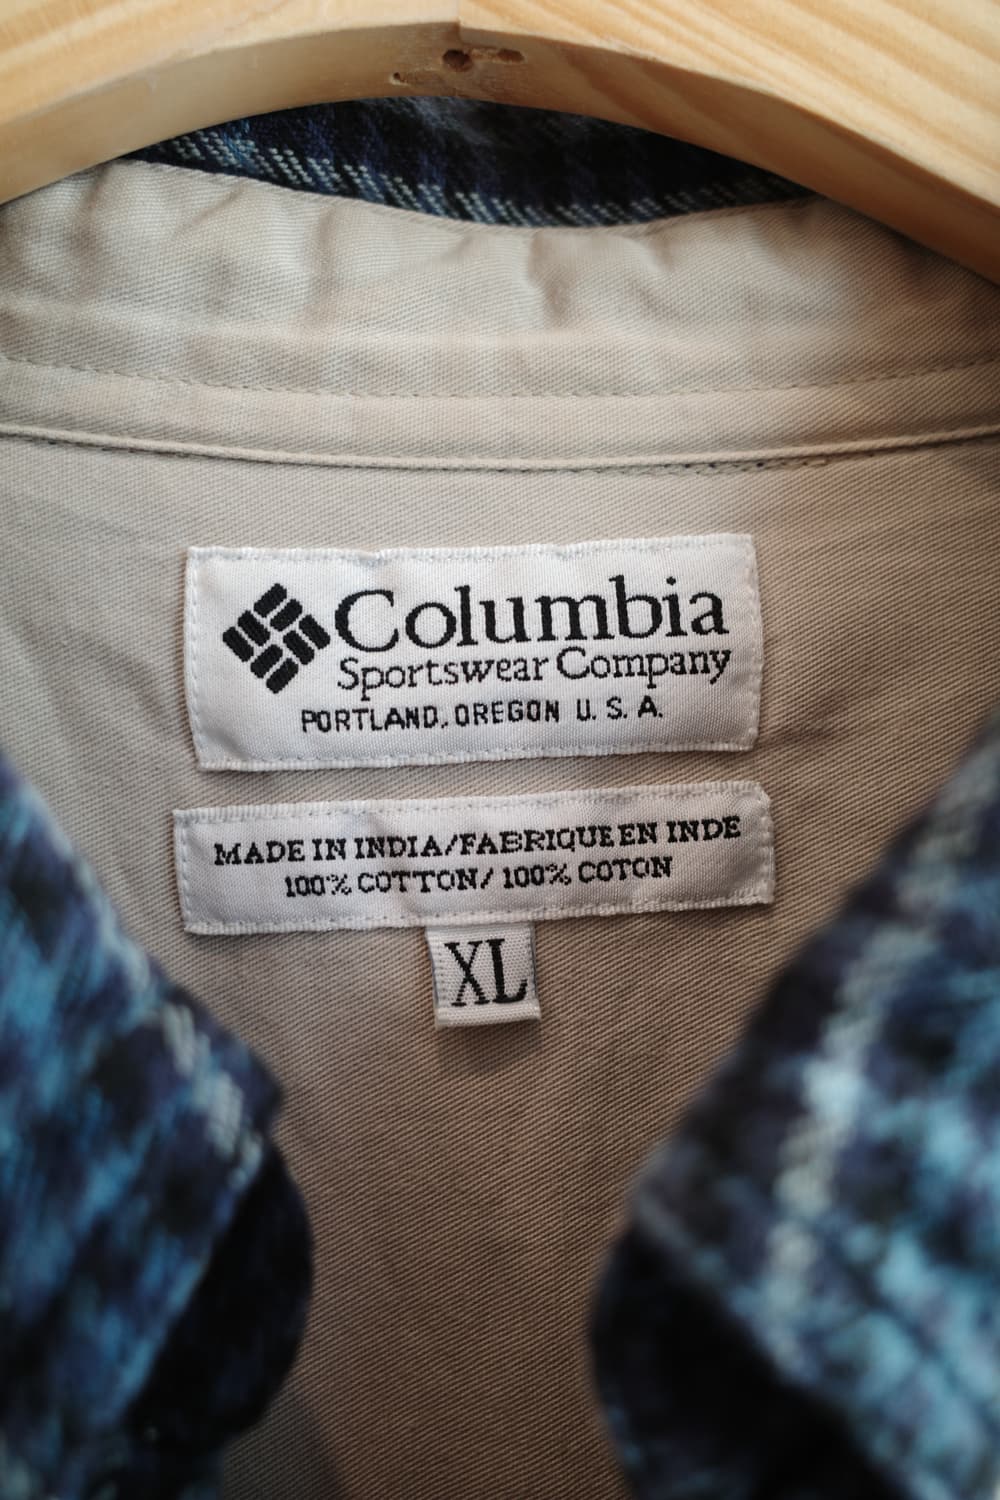 Columbia
Sportswear Company
PORTLAND, OREGON U. S. A.
MADE IN INDIA/FABRIQUE EN INDE
100% COTTON/ 100% COTON
XL